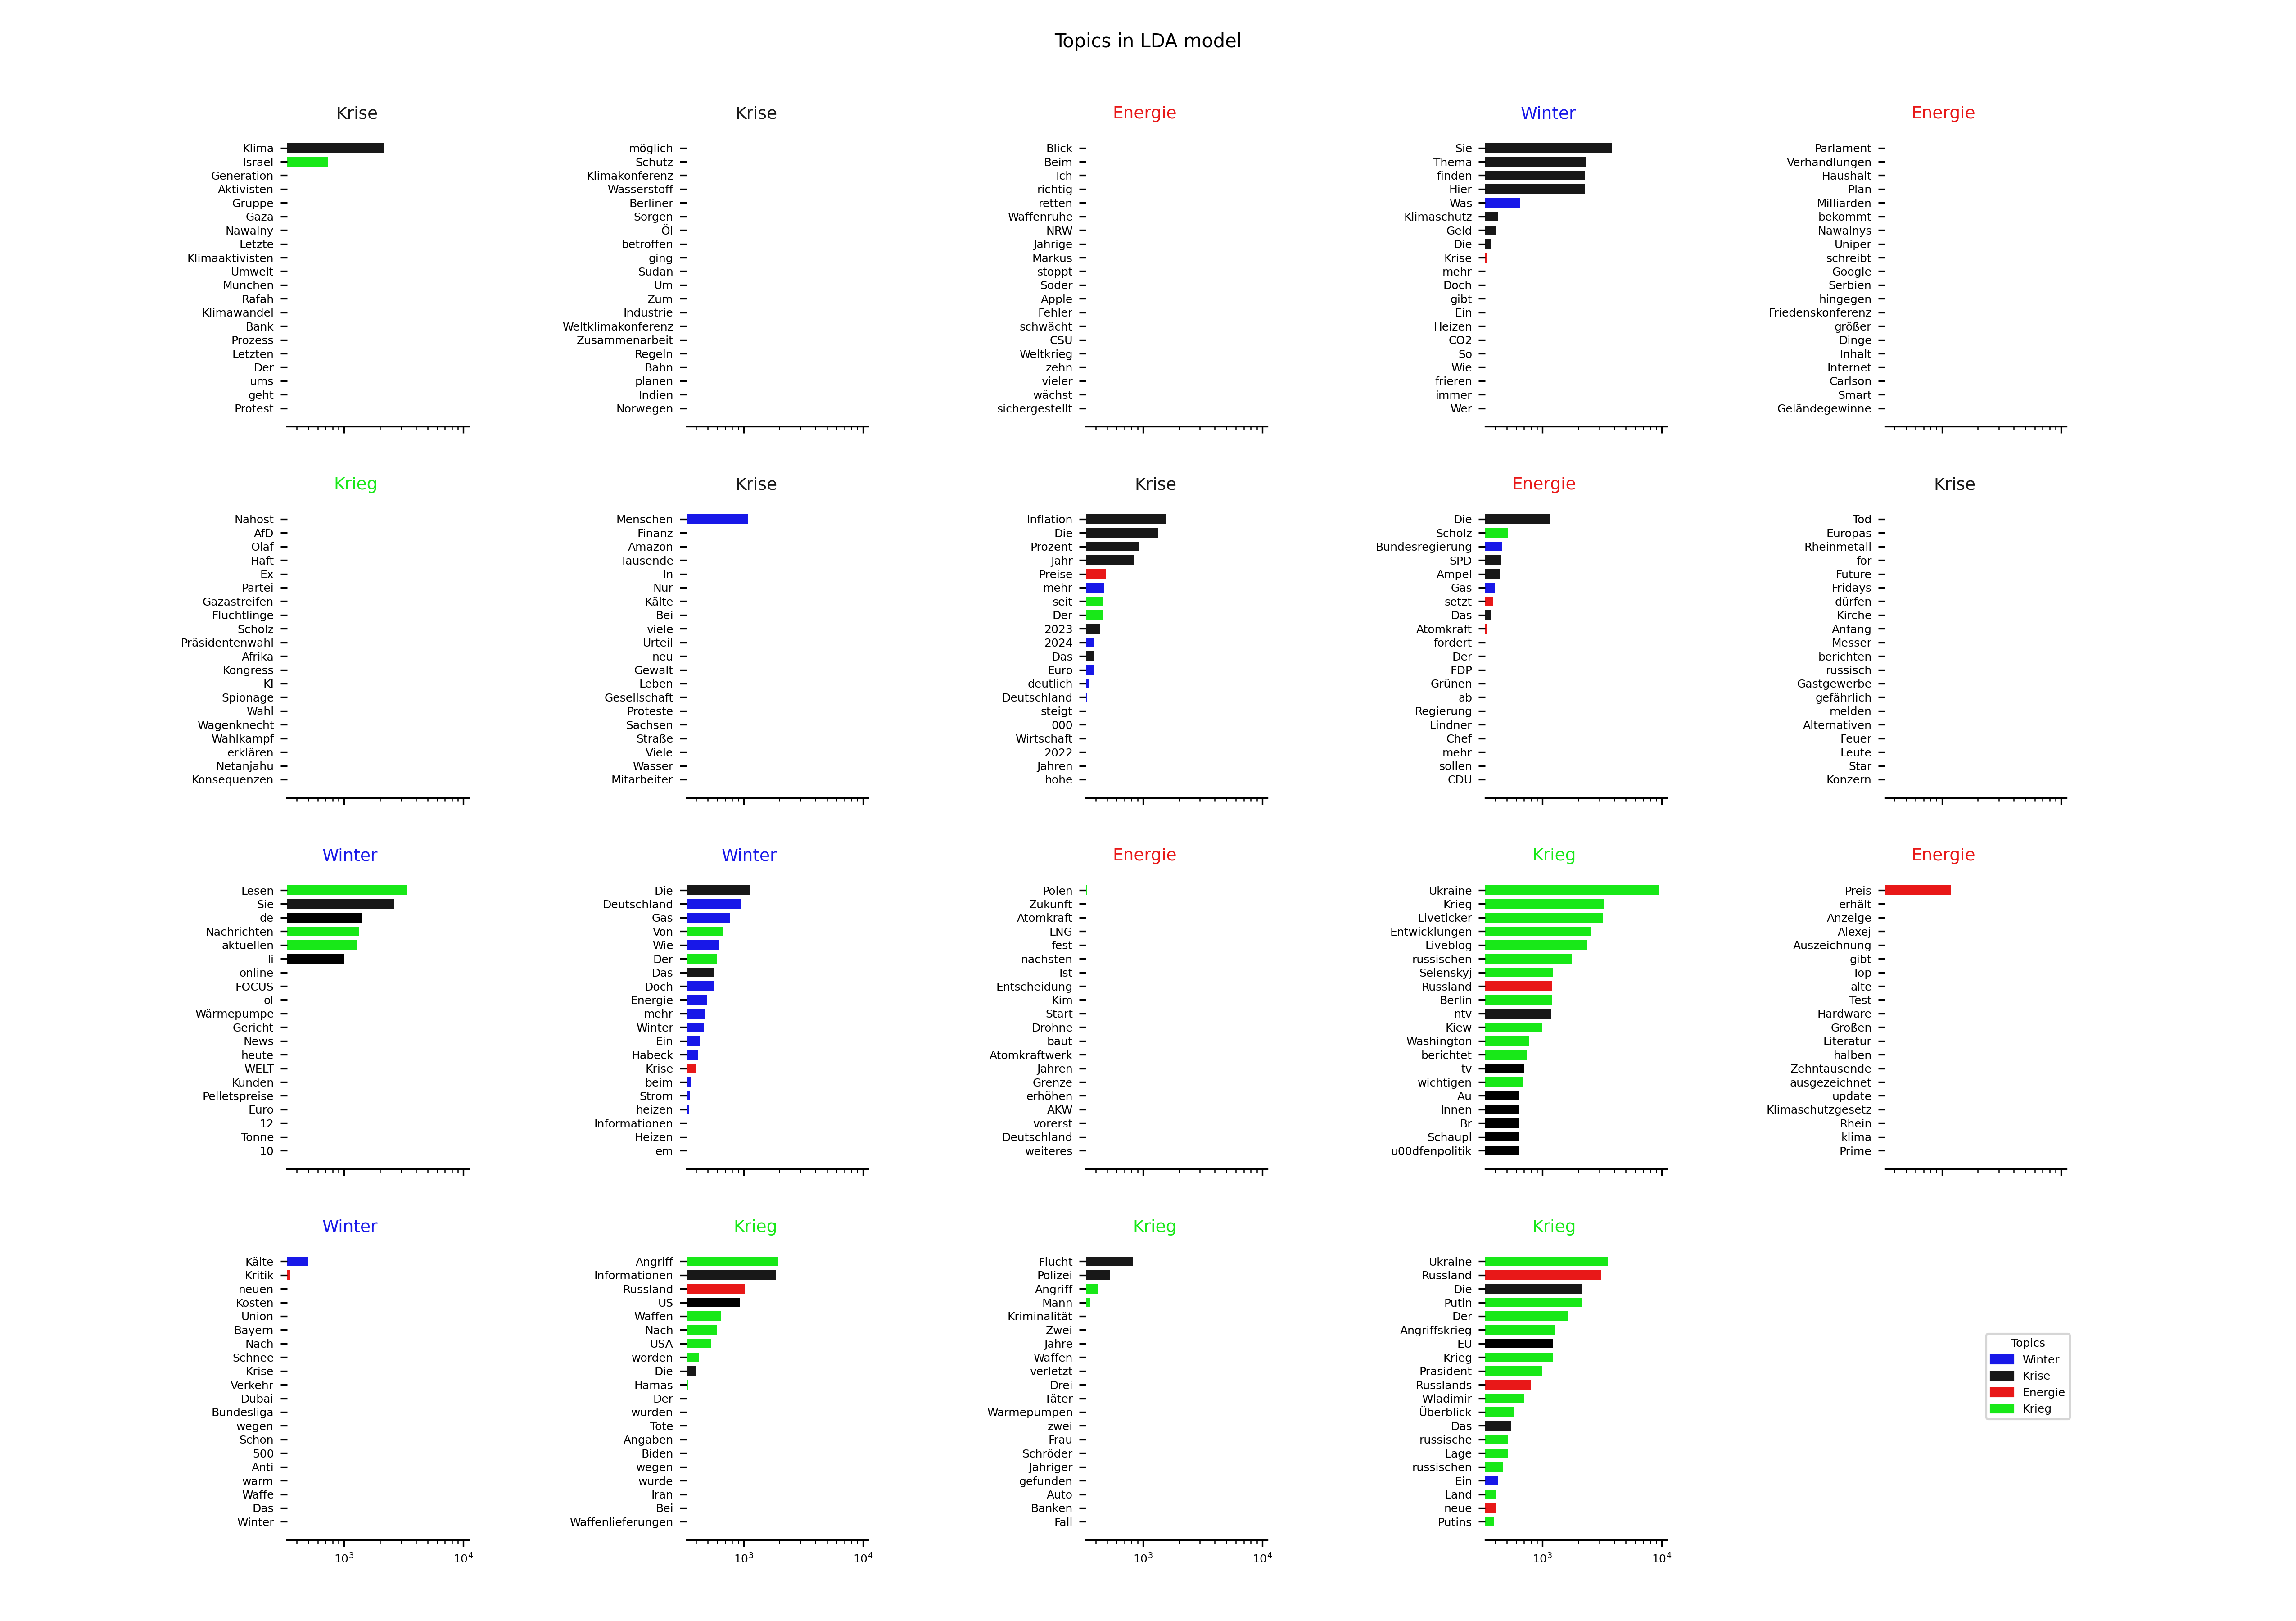 Topics in LDA model
Krise
Klima
Israel
Generation
Aktivisten
Gruppe
Gaza
Nawalny
Letzte
Klimaaktivisten
Umwelt
München
Rafah
Klimawandel
Bank
Prozess
Letzten
Der
ums
geht
Protest
Krise
möglich
Schutz
Klimakonferenz
Wasserstoff
Berliner
Sorgen
Öl
betroffen
ging
Sudan
Um
Zum
Industrie
Weltklimakonferenz
Zusammenarbeit
Regeln
Bahn
planen
Indien
Norwegen
Energie
Blick
Beim
Ich
richtig
retten
Waffenruhe
NRW
Jährige
Markus
stoppt
Söder
Apple
Fehler
schwächt
CSU
Weltkrieg
zehn
vieler
wächst
sichergestellt
Winter
Sie
Thema
finden
Hier
Was
Klimaschutz
Geld
Die
Krise
mehr
Doch
gibt
Ein
Heizen
CO2
So
Wie
frieren
immer
Wer
Energie
Parlament
Verhandlungen
Haushalt
Plan
Milliarden
bekommt
Nawalnys
Uniper
schreibt
Google
Serbien
hingegen
Friedenskonferenz
größer
Dinge
Inhalt
Internet
Carlson
Smart
Geländegewinne
Krieg
Nahost
AfD
Olaf
Haft
Ex
Partei
Gazastreifen
Flüchtlinge
Scholz
Präsidentenwahl
Afrika
Kongress
KI
Spionage
Wahl
Wagenknecht
Wahlkampf
erklären
Netanjahu
Konsequenzen
Krise
Menschen
Finanz
Amazon
Tausende
In
Nur
Kälte
Bei
viele
Urteil
neu
Gewalt
Leben
Gesellschaft
Proteste
Sachsen
Straße
Viele
Wasser
Mitarbeiter
Krise
Inflation
Die
Prozent
Jahr
Preise
mehr
seit
Der
2023
2024
Das
Euro
deutlich
Deutschland
steigt
000
Wirtschaft
2022
Jahren
hohe
Energie
Die
Scholz
Bundesregierung
SPD
Ampel
Gas
setzt
Das
Atomkraft
fordert
Der
FDP
Grünen
ab
Regierung
Lindner
Chef
mehr
sollen
CDU
Krise
Tod
Europas
Rheinmetall
for
Future
Fridays
dürfen
Kirche
Anfang
Messer
berichten
russisch
Gastgewerbe
gefährlich
melden
Alternativen
Feuer
Leute
Star
Konzern
Winter
Lesen
Sie
de
Nachrichten
aktuellen
li
online
FOCUS
ol
Wärmepumpe
Gericht
News
heute
WELT
Kunden
Pelletspreise
Euro
12
Tonne
10
Winter
Die
Deutschland
Gas
Von
Wie
Der
Das
Doch
Energie
mehr
Winter
Ein
Habeck
Krise
beim
Strom
heizen
Informationen
Heizen
em
Energie
Polen
Zukunft
Atomkraft
LNG
fest
nächsten
Ist
Entscheidung
Kim
Start
Drohne
baut
Atomkraftwerk
Jahren
Grenze
erhöhen
AKW
vorerst
Deutschland
weiteres
Krieg
Ukraine
Krieg
Liveticker
Entwicklungen
Liveblog
russischen
Selenskyj
Russland
Berlin
ntv
Kiew
Washington
berichtet
tv
wichtigen
Au
Innen
Br
Schaupl
u00dfenpolitik
Energie
Preis
erhält
Anzeige
Alexej
Auszeichnung
gibt
Top
alte
Test
Hardware
Großen
Literatur
halben
Zehntausende
ausgezeichnet
update
Klimaschutzgesetz
Rhein
klima
Prime
Winter
Kälte
Kritik
neuen
Kosten
Union
Bayern
Nach
Schnee
Krise
Verkehr
Dubai
Bundesliga
wegen
Schon
500
Anti
warm
Waffe
Das
Winter
10³ 10⁴
Krieg
Angriff
Informationen
Russland
US
Waffen
Nach
USA
worden
Die
Hamas
Der
wurden
Tote
Angaben
Biden
wegen
wurde
Iran
Bei
Waffenlieferungen
10³ 10⁴
Krieg
Flucht
Polizei
Angriff
Mann
Kriminalität
Zwei
Jahre
Waffen
verletzt
Drei
Täter
Wärmepumpen
zwei
Frau
Schröder
Jähriger
gefunden
Auto
Banken
Fall
10³ 10⁴
Krieg
Ukraine
Russland
Die
Putin
Der
Angriffskrieg
EU
Krieg
Präsident
Russlands
Wladimir
Überblick
Das
russische
Lage
russischen
Ein
Land
neue
Putins
10³ 10⁴
Topics
Winter
Krise
Energie
Krieg